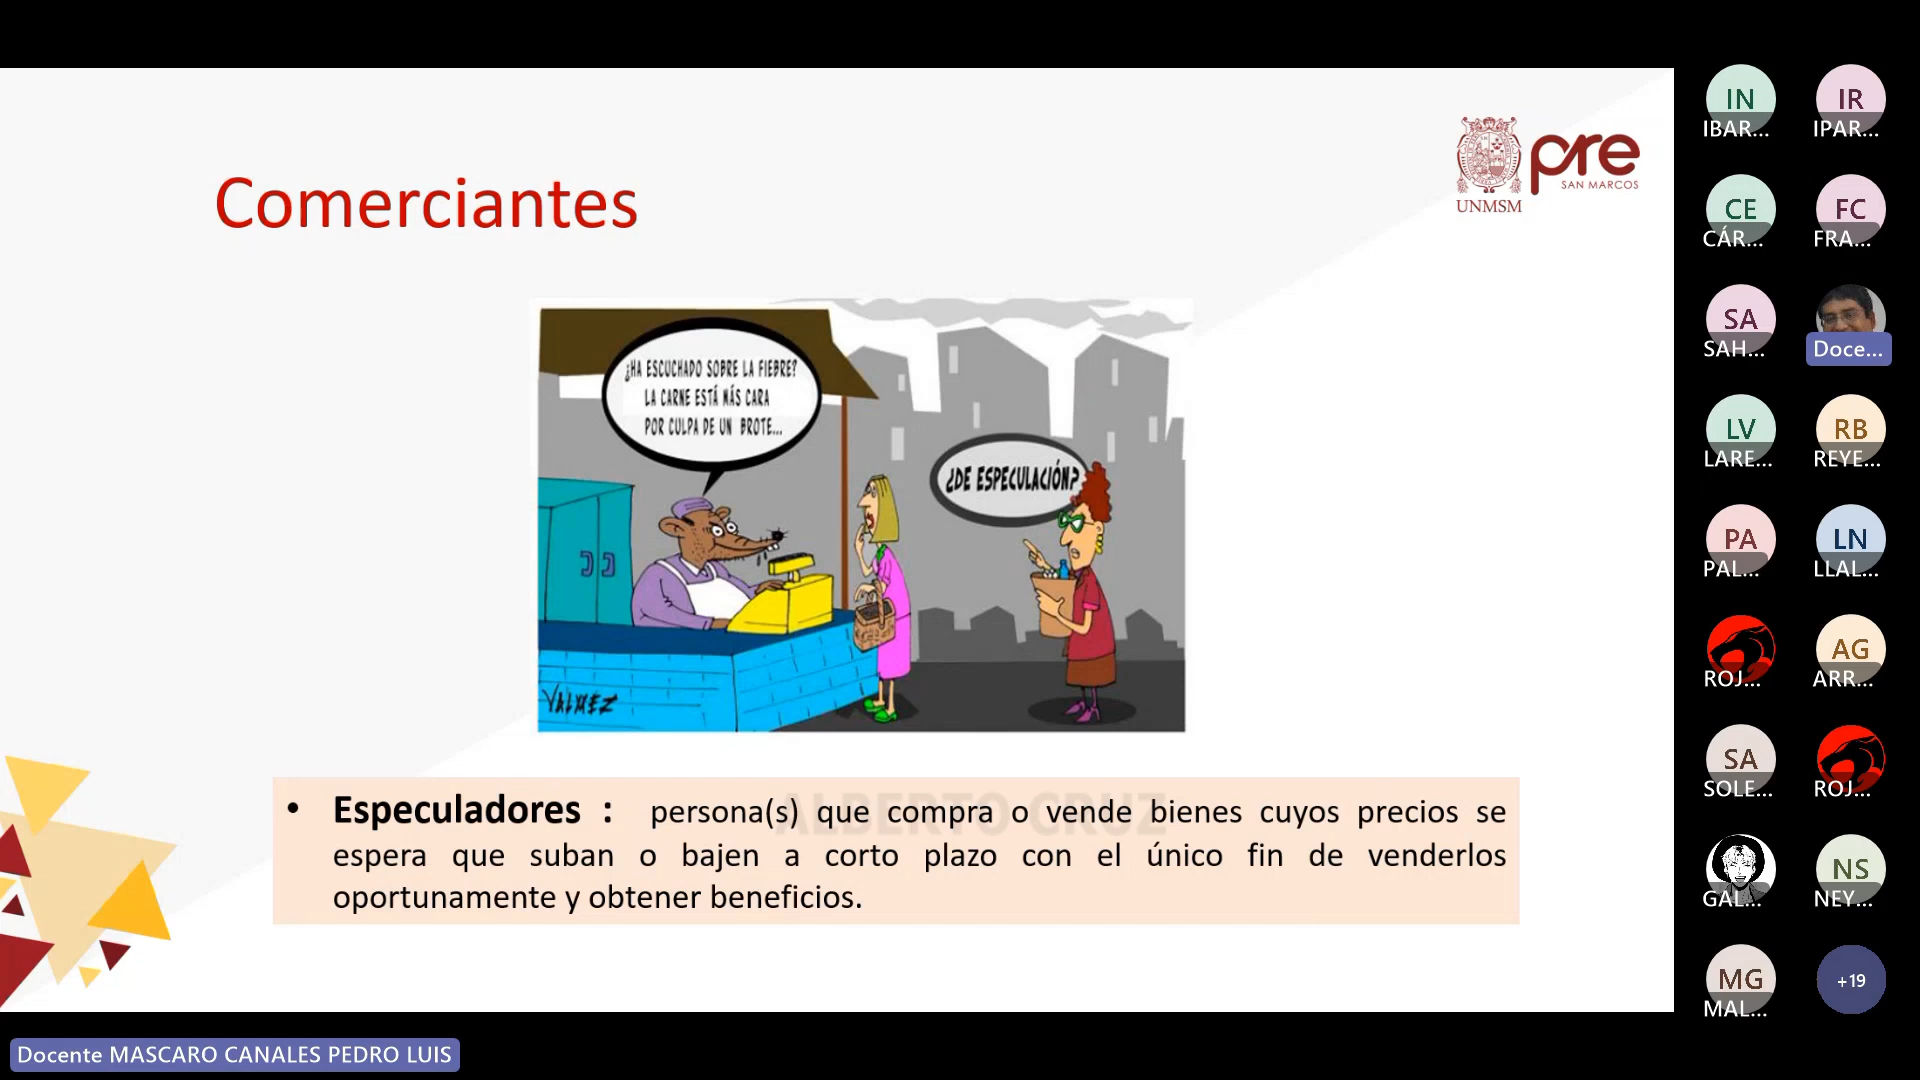 Comerciantes
UNMSM
pre
SAN MARCOS
¿HA ESCUCHADO SOBRE LA FIEBRE?
LA CARNE ESTÁ MÁS CARA
POR CULPA DE UN BROTE...
¿DE ESPECULACIÓN?
VALMEZ
ALBERTO CRUZ
• Especuladores : persona(s) que compra o vende bienes cuyos precios se
espera que suban o bajen a corto plazo con el único fin de venderlos
oportunamente y obtener beneficios.
IN IR
IBAR... IPAR...
CE FC
CÁR... FRA...
SA
SAH... Doce...
LV RB
LARE... REYE...
PA LN
PAL... LLAL...
AG
ROJ... ARR...
SA
SOLE... ROJ...
NS
GAL... NEY...
MG +19
MAL...
Docente MASCARO CANALES PEDRO LUIS